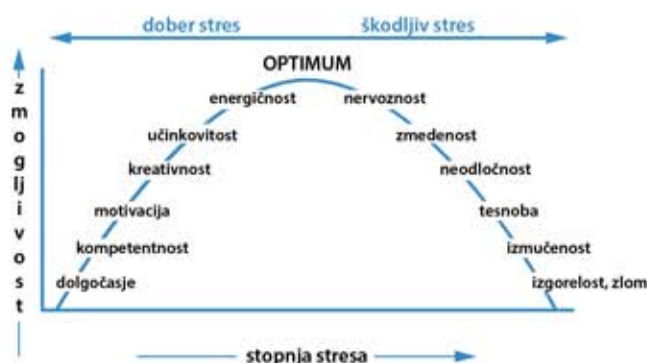 dober stres
škodljiv stres
OPTIMUM
zmogljivost
energičnost
nervoznost
učinkovitost
zmedenost
kreativnost
neodločnost
motivacija
tesnoba
kompetentnost
izmučenost
dolgočasje
izgorelost, zlom
stopnja stresa